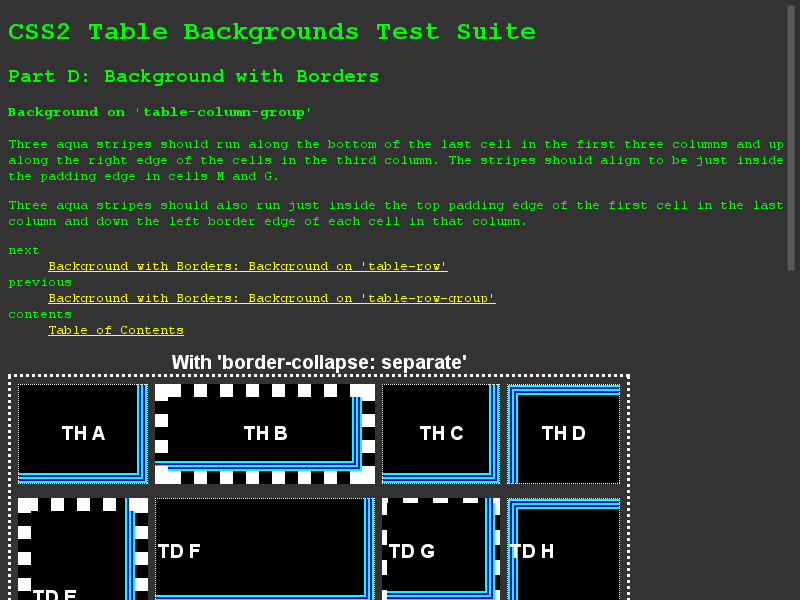 CSS2 Table Backgrounds Test Suite
Part D: Background with Borders
Background on 'table-column-group'
Three aqua stripes should run along the bottom of the last cell in the first three columns and up
along the right edge of the cells in the third column. The stripes should align to be just inside
the padding edge in cells M and G.
Three aqua stripes should also run just inside the top padding edge of the first cell in the last
column and down the left border edge of each cell in that column.
next
Background with Borders: Background on 'table-row'
previous
Background with Borders: Background on 'table-row-group'
contents
Table of Contents
With 'border-collapse: separate'
TH A TH B TH C TH D
TD F TD G TD H
TD E